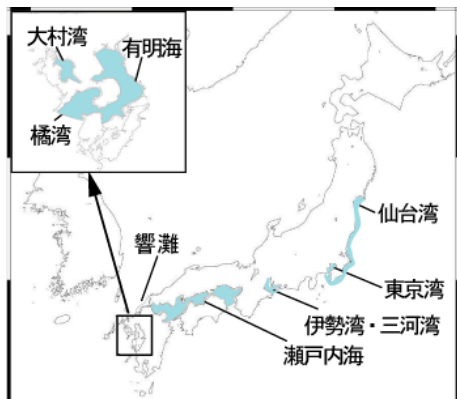 大村湾
有明海
橘湾
仙台湾
響灘
東京湾
伊勢湾・三河湾
瀬戸内海